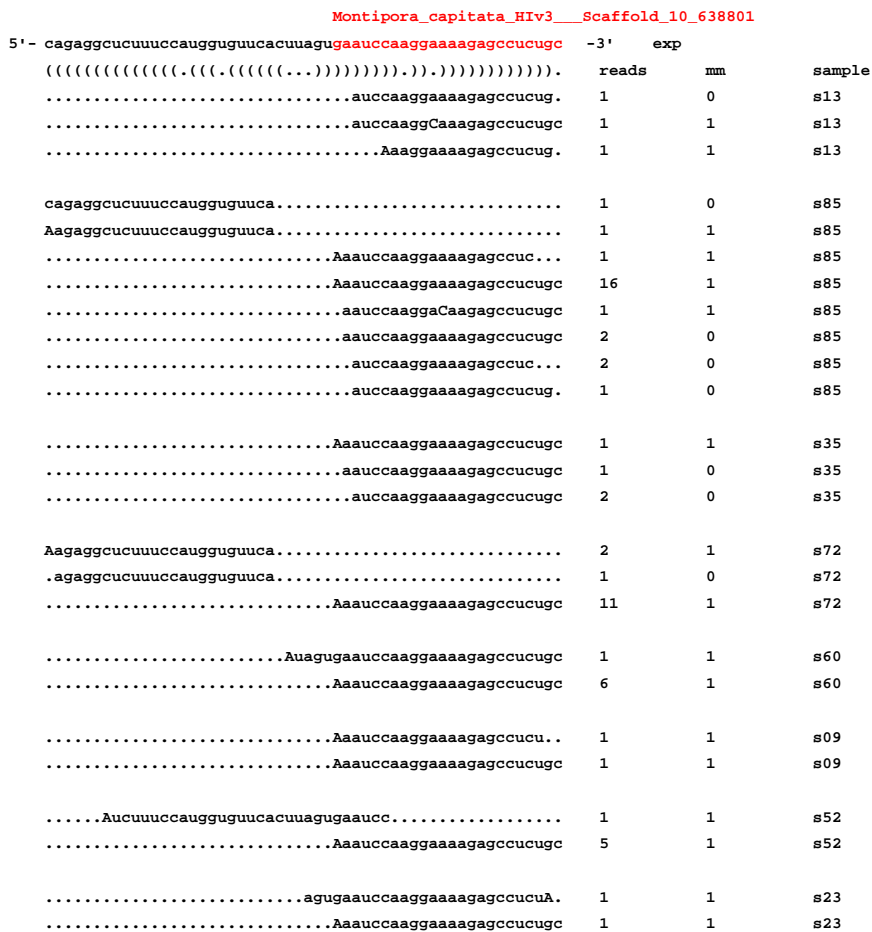 Montipora_capitata_HIv3___Scaffold_10_638801
5'- cagaggcucuuuccaugguguucacuuagugaauccaaggaaaagagccucugc -3' exp
((((((((((((((.(((.((((((...))))))))).)).)))))))))))). reads mm sample
................................auccaaggaaaagagccucug. 1 0 s13
................................auccaaggCaaagagccucugc 1 1 s13
...................................Aaaggaaaagagccucug. 1 1 s13
cagaggcucuuuccaugguguuca.............................. 1 0 s85
Aagaggcucuuuccaugguguuca.............................. 1 1 s85
..............................Aaauccaaggaaaagagccuc... 1 1 s85
..............................Aaauccaaggaaaagagccucugc 16 1 s85
...............................aauccaaggaCaagagccucugc 1 1 s85
...............................aauccaaggaaaagagccucugc 2 0 s85
................................auccaaggaaaagagccuc... 2 0 s85
................................auccaaggaaaagagccucug. 1 0 s85
..............................Aaauccaaggaaaagagccucugc 1 1 s35
...............................aauccaaggaaaagagccucugc 1 0 s35
................................auccaaggaaaagagccucugc 2 0 s35
Aagaggcucuuuccaugguguuca.............................. 2 1 s72
.agaggcucuuuccaugguguuca.............................. 1 0 s72
..............................Aaauccaaggaaaagagccucugc 11 1 s72
.........................Auagugaauccaaggaaaagagccucugc 1 1 s60
..............................Aaauccaaggaaaagagccucugc 6 1 s60
..............................Aaauccaaggaaaagagccucu.. 1 1 s09
..............................Aaauccaaggaaaagagccucugc 1 1 s09
......Aucuuuccaugguguucacuuagugaaucc.................. 1 1 s52
..............................Aaauccaaggaaaagagccucugc 5 1 s52
...........................agugaauccaaggaaaagagccucuA. 1 1 s23
..............................Aaauccaaggaaaagagccucugc 1 1 s23